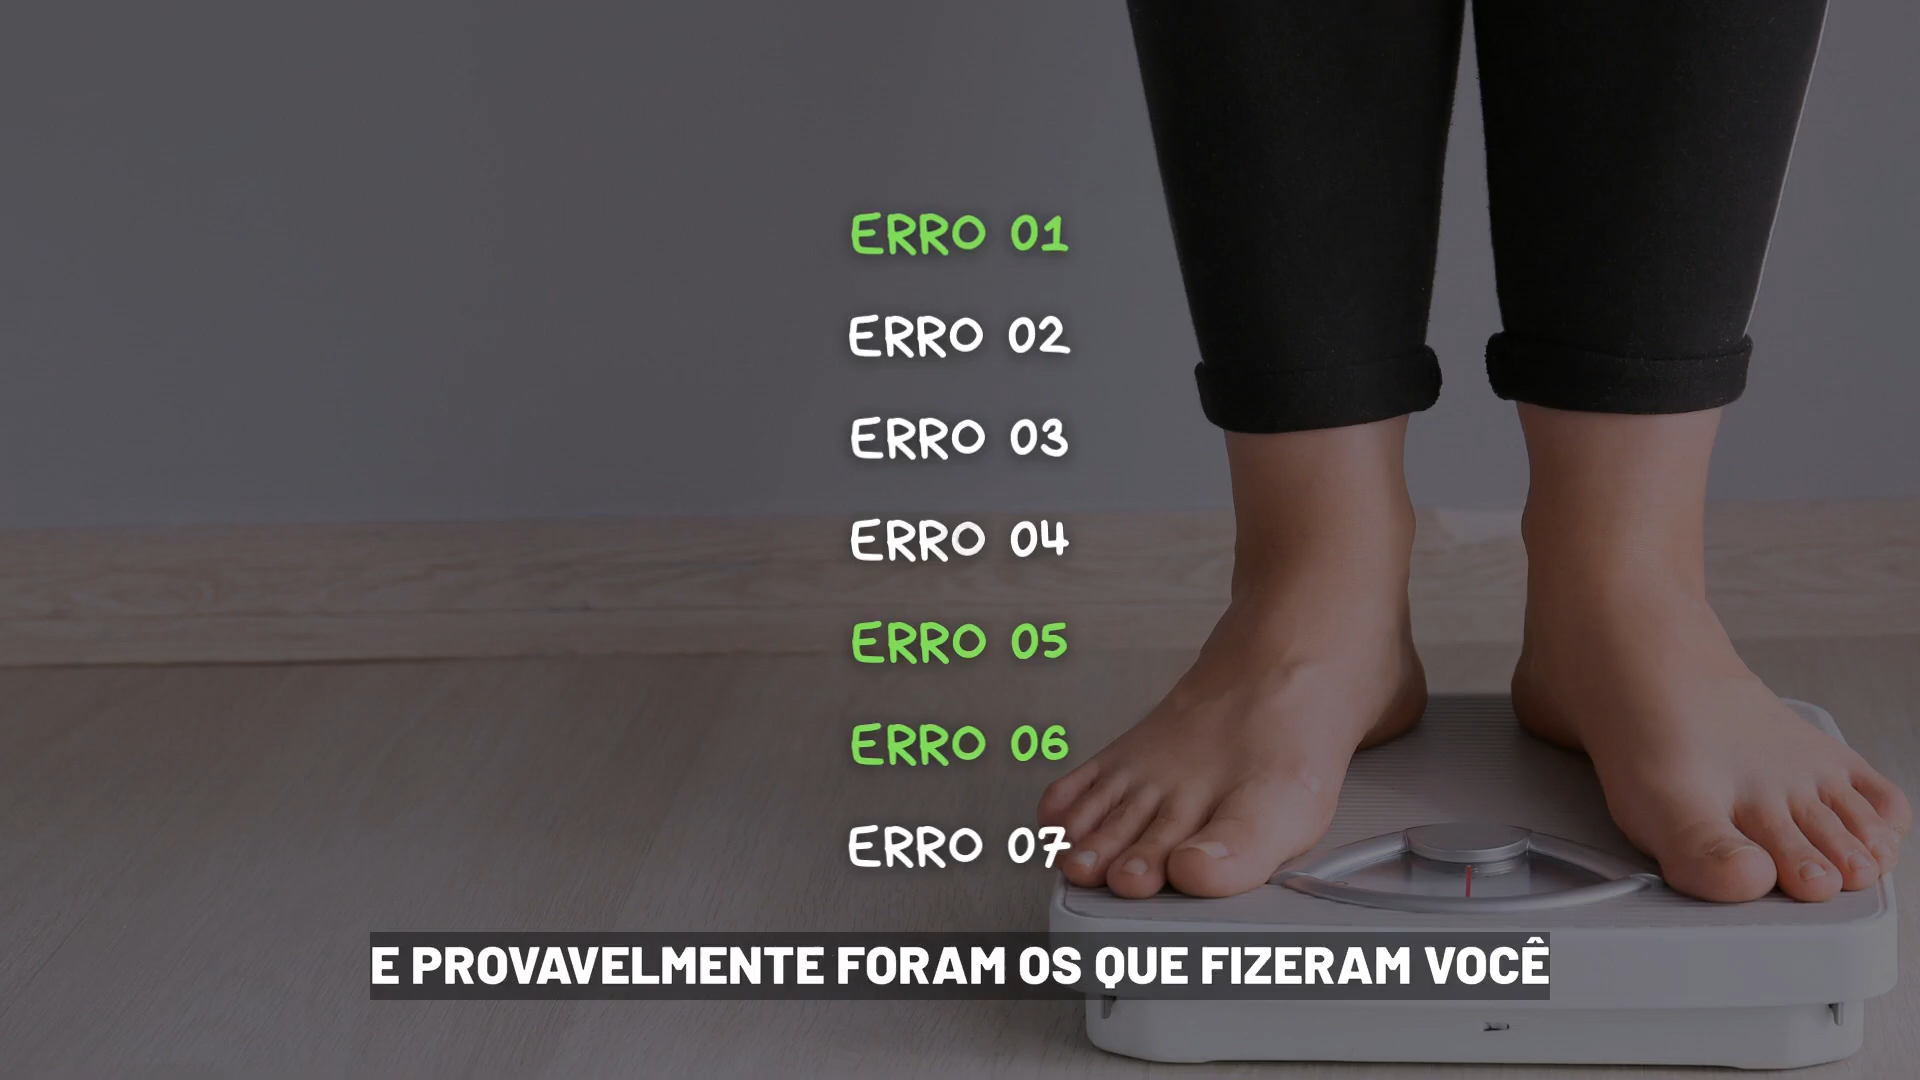 ERRO 01
ERRO 02
ERRO 03
ERRO 04
ERRO 05
ERRO 06
ERRO 07
E PROVAVELMENTE FORAM OS QUE FIZERAM VOCÊ